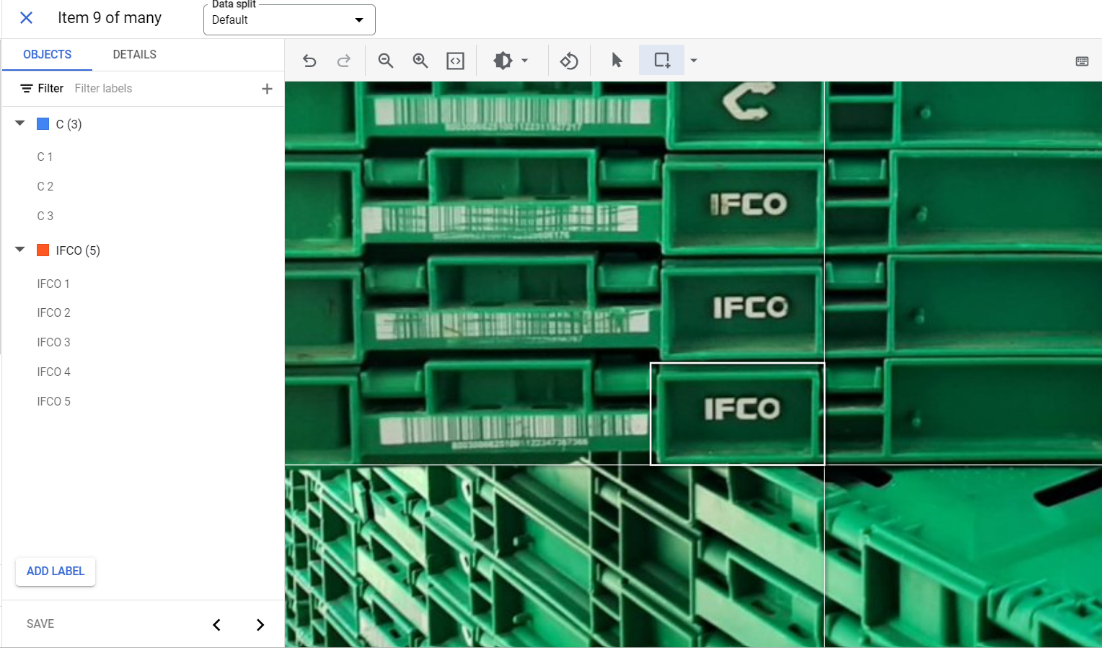 Data split
Item 9 of many
Default
OBJECTS
DETAILS
Filter
Filter labels
C (3)
C 1
C 2
C 3
IFCO (5)
IFCO 1
IFCO 2
IFCO 3
IFCO 4
IFCO 5
ADD LABEL
SAVE
C
IFCO
IFCO
IFCO